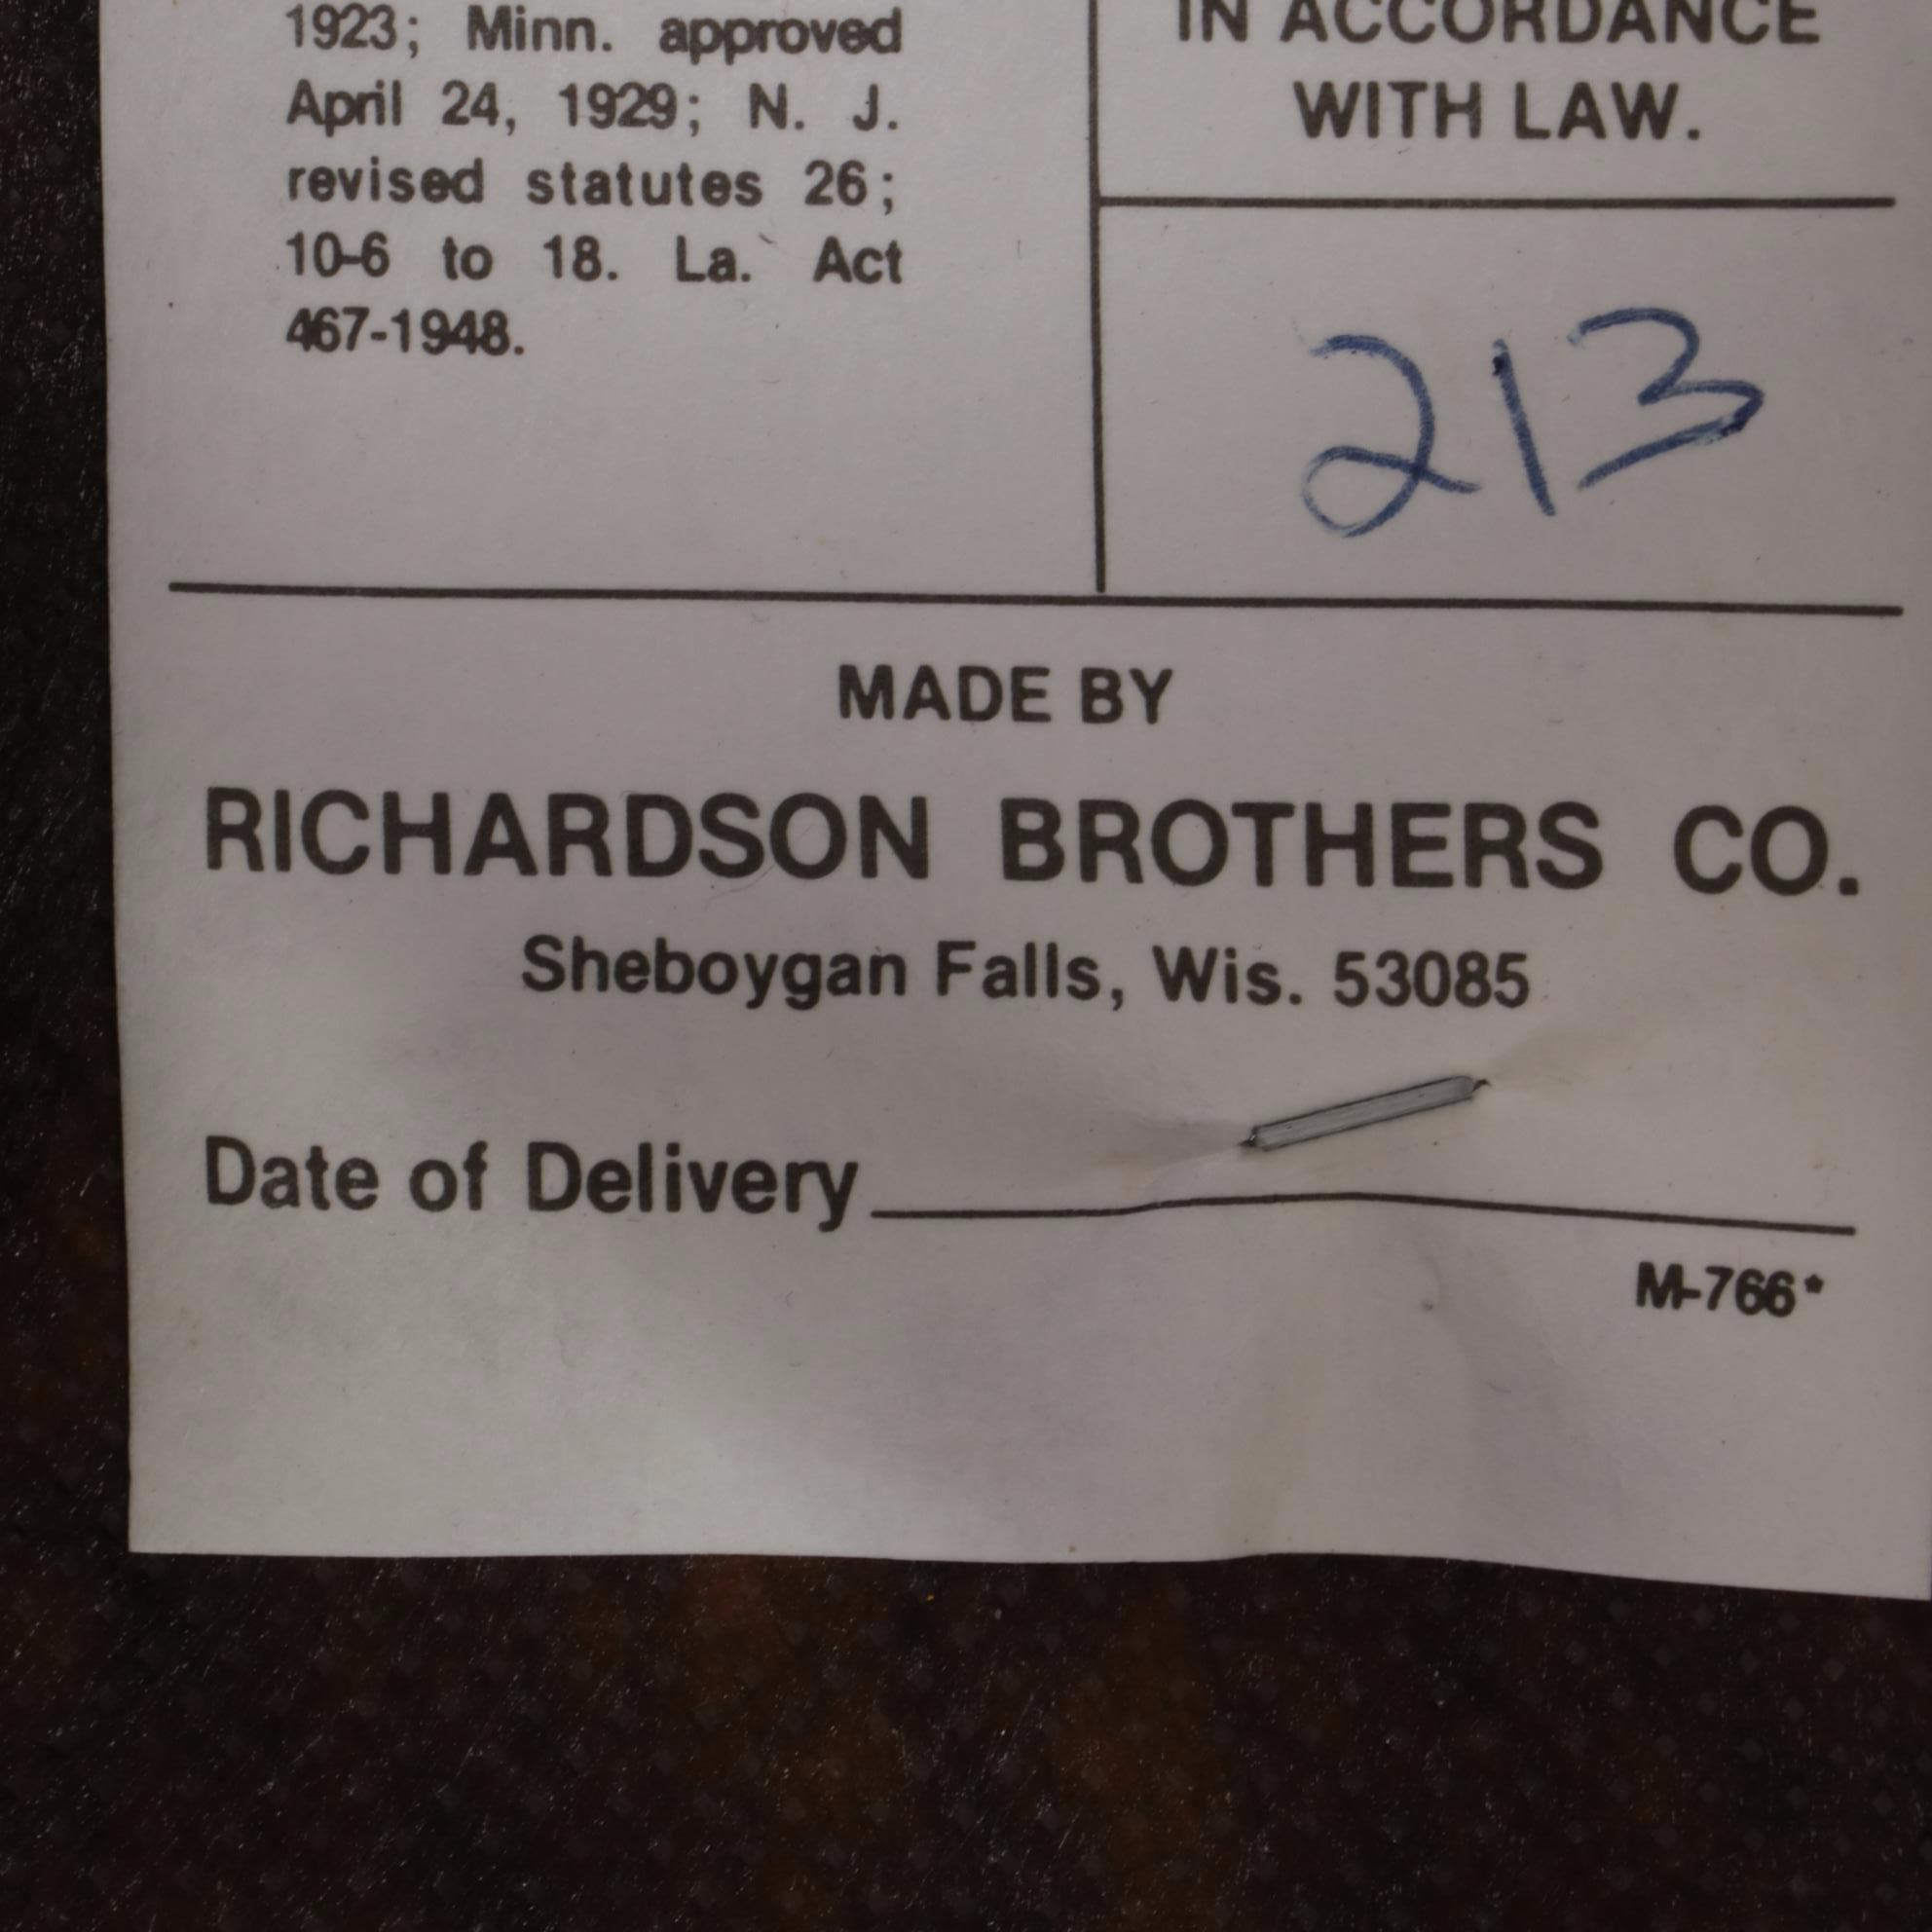 1923; Minn. approved
April 24, 1929; N. J.
revised statutes 26;
10-6 to 18. La. Act
467-1948.
IN ACCORDANCE
WITH LAW.
213
MADE BY
RICHARDSON BROTHERS CO.
Sheboygan Falls, Wis. 53085
Date of Delivery
M-766*